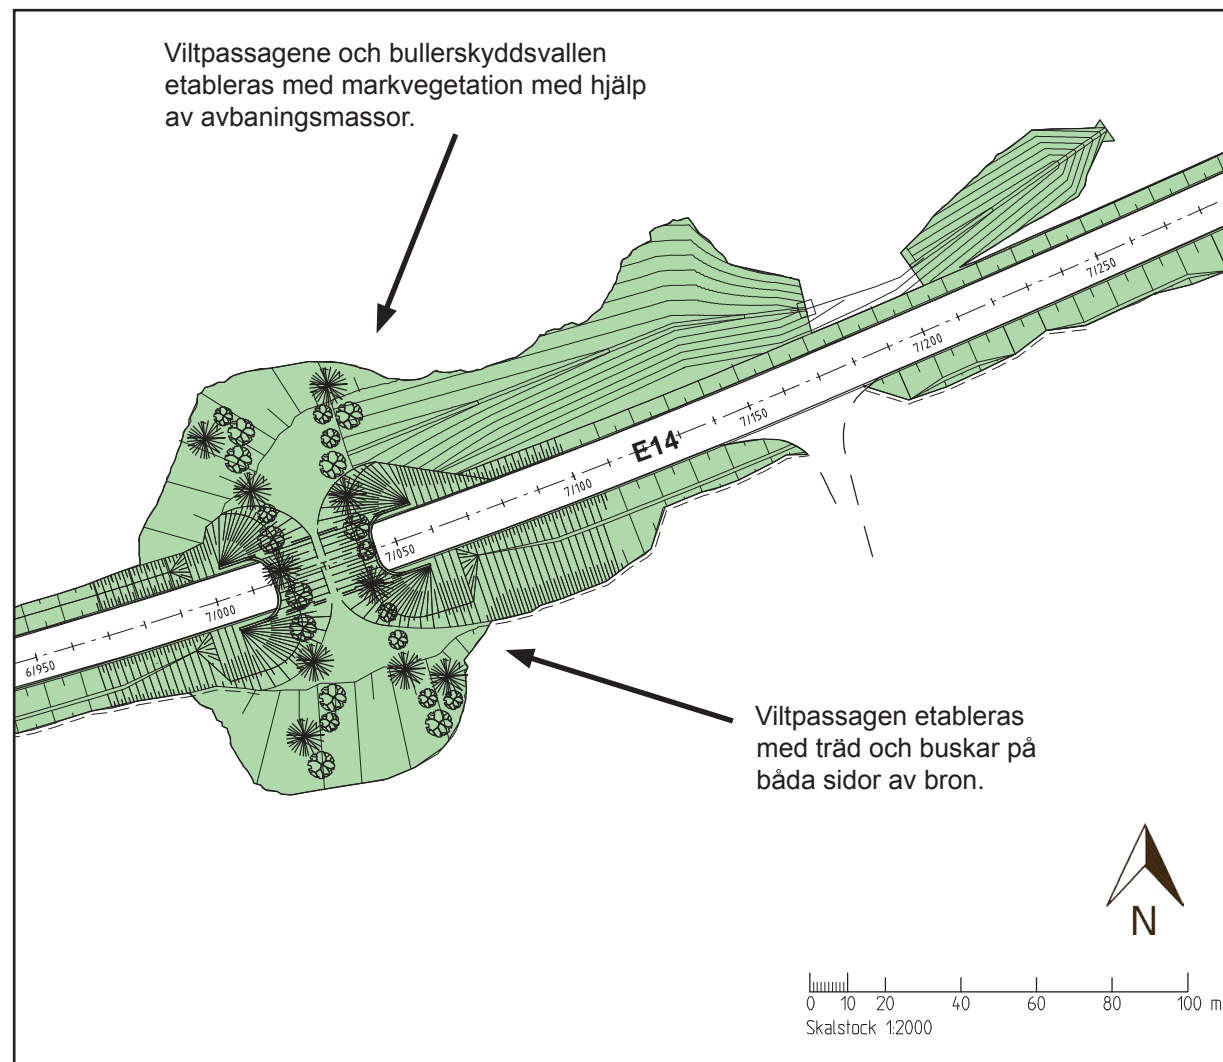 Viltpassagene och bullerskyddsvallen
etableras med markvegetation med hjälp
av avbaningsmassor.
7/250
7/200
7/150
E14
7/100
7/050
7/000
6/950
Viltpassagen etableras
med träd och buskar på
båda sidor av bron.
N
0 10 20 40 60 80 100 m
Skalstock 1:2000